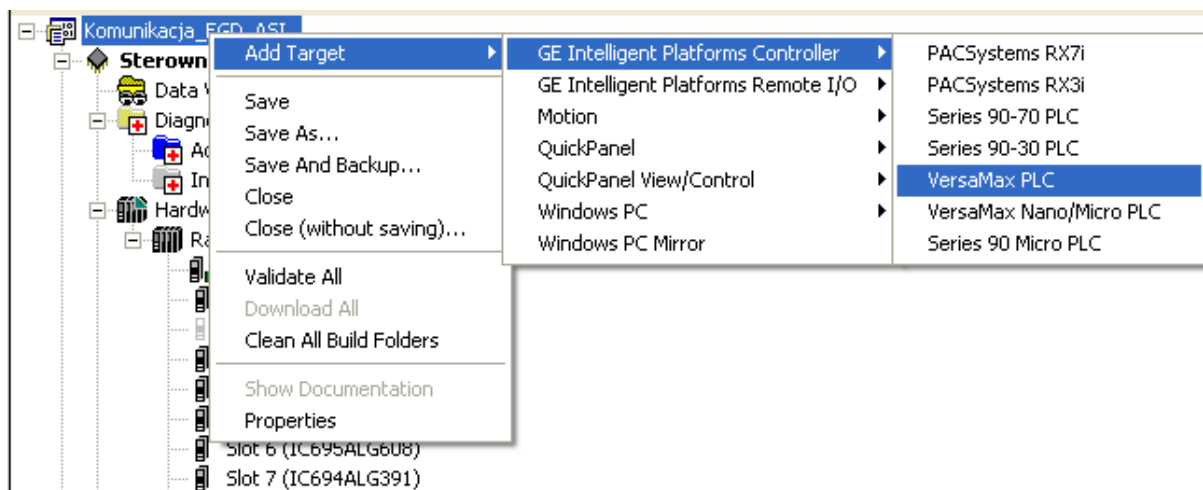 Komunikacja_EGD_ASI
Sterown
Data
Diagn
Hardw
Slot 6 (IC695ALG608)
Slot 7 (IC694ALG391)
Add Target
Save
Save As...
Save And Backup...
Close
Close (without saving)...
Validate All
Download All
Clean All Build Folders
Show Documentation
Properties
GE Intelligent Platforms Controller
GE Intelligent Platforms Remote I/O
Motion
QuickPanel
QuickPanel View/Control
Windows PC
Windows PC Mirror
PACSystems RX7i
PACSystems RX3i
Series 90-70 PLC
Series 90-30 PLC
VersaMax PLC
VersaMax Nano/Micro PLC
Series 90 Micro PLC